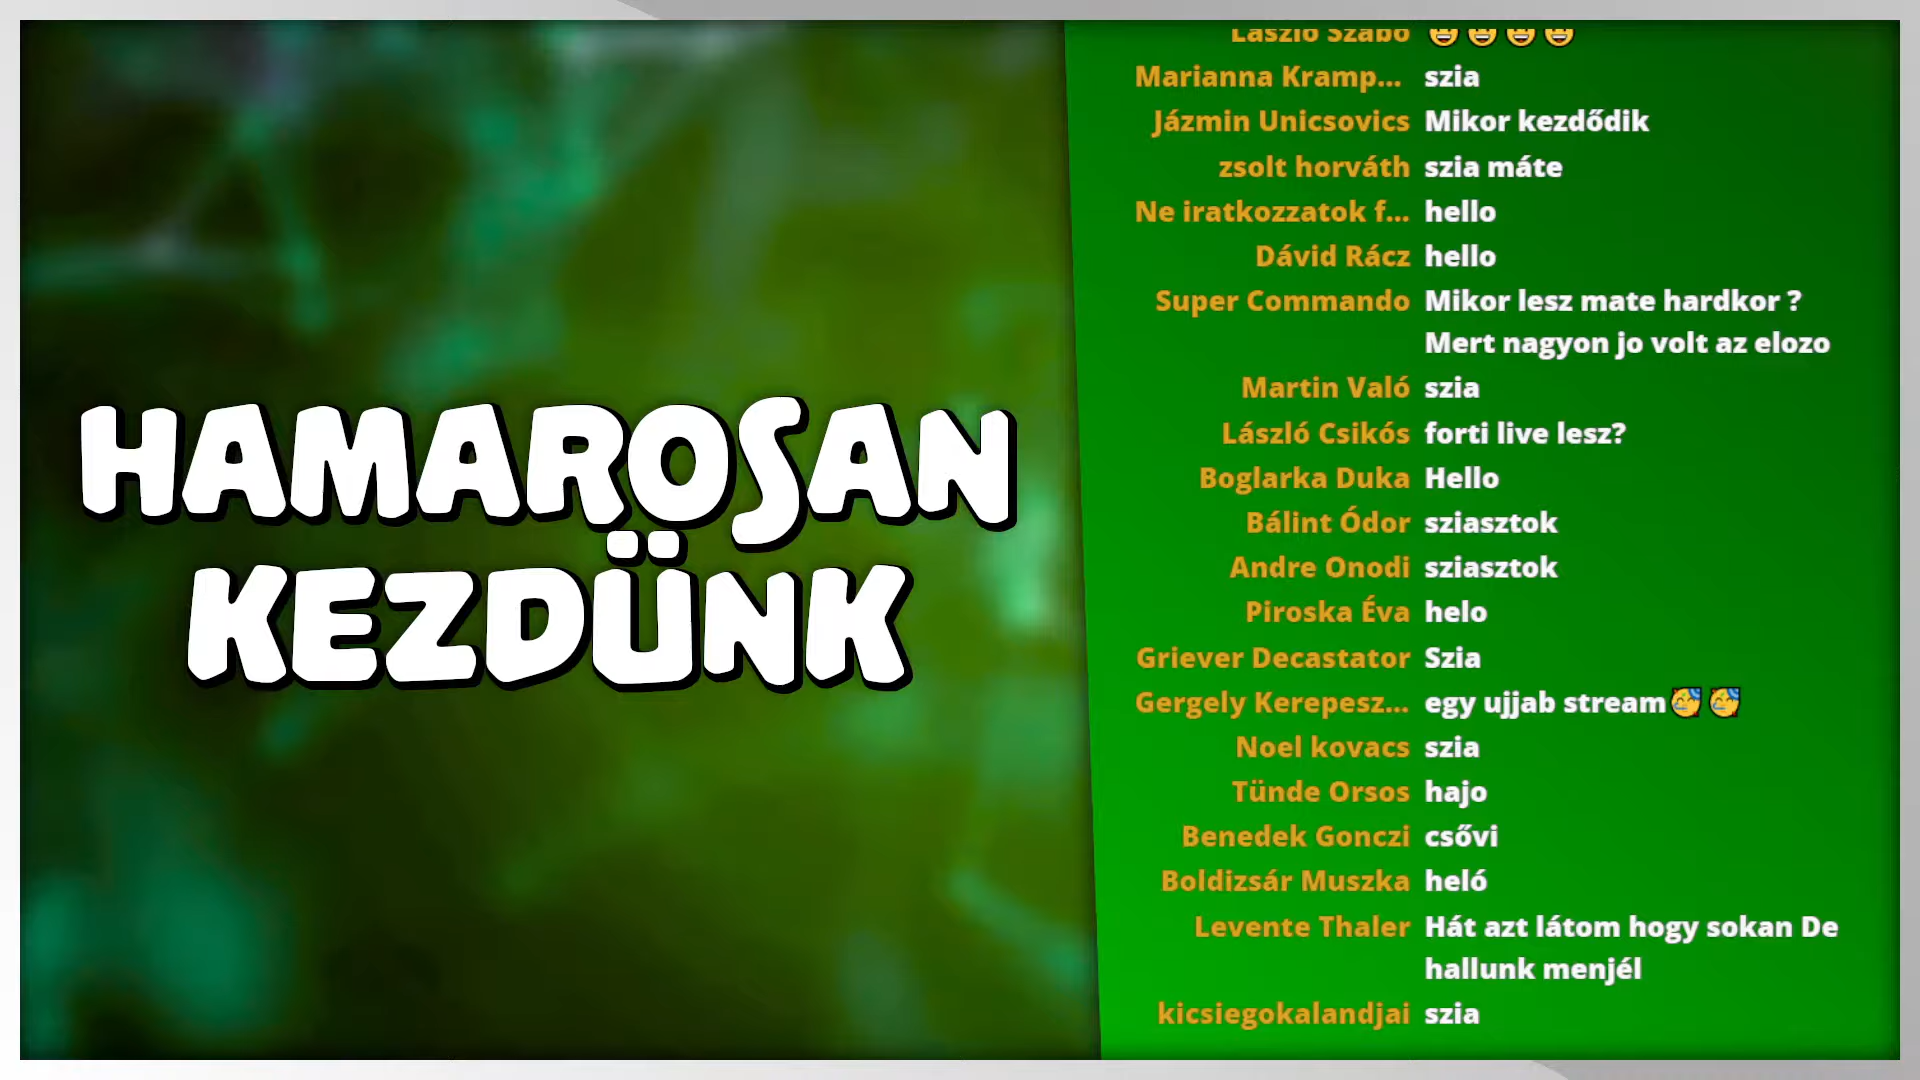 HAMAROSAN
KEZDÜNK
László Szabó 😄😄😄😄
Marianna Kramp... szia
Jázmin Unicsovics Mikor kezdődik
zsolt horváth szia máte
Ne iratkozzatok f... hello
Dávid Rácz hello
Super Commando Mikor lesz mate hardkor ?
Mert nagyon jo volt az elozo
Martin Való szia
László Csikós forti live lesz?
Boglarka Duka Hello
Bálint Ódor sziasztok
Andre Onodi sziasztok
Piroska Éva helo
Griever Decastator Szia
Gergely Kerepesz... egy ujjab stream🥳🥳
Noel kovacs szia
Tünde Orsos hajo
Benedek Gonczi csővi
Boldizsár Muszka heló
Levente Thaler Hát azt látom hogy sokan De
hallunk menjél
kicsiegokalandjai szia